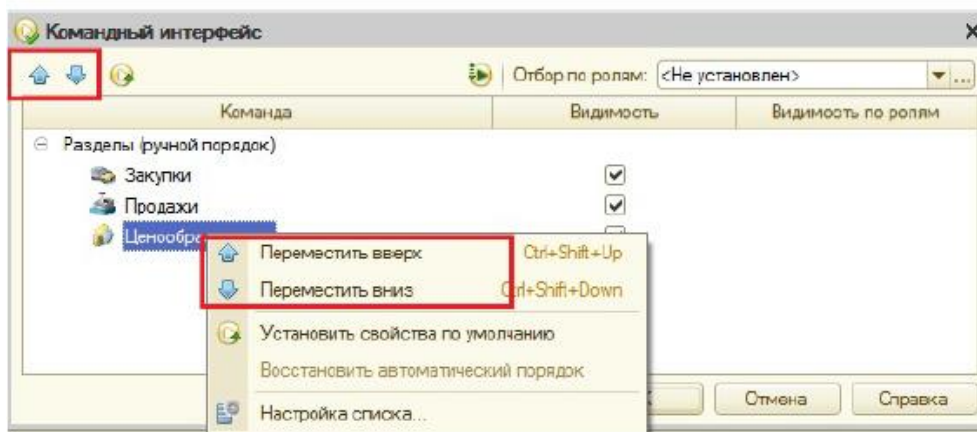 Командный интерфейс
Отбор по ролям: <Не установлен>
Команда Видимость Видимость по ролям
Разделы (ручной порядок)
Закупки
Продажи
Ценообра
Переместить вверх Ctrl+Shift+Up
Переместить вниз Ctrl+Shift+Down
Установить свойства по умолчанию
Восстановить автоматический порядок
Отмена Справка
Настройка списка...